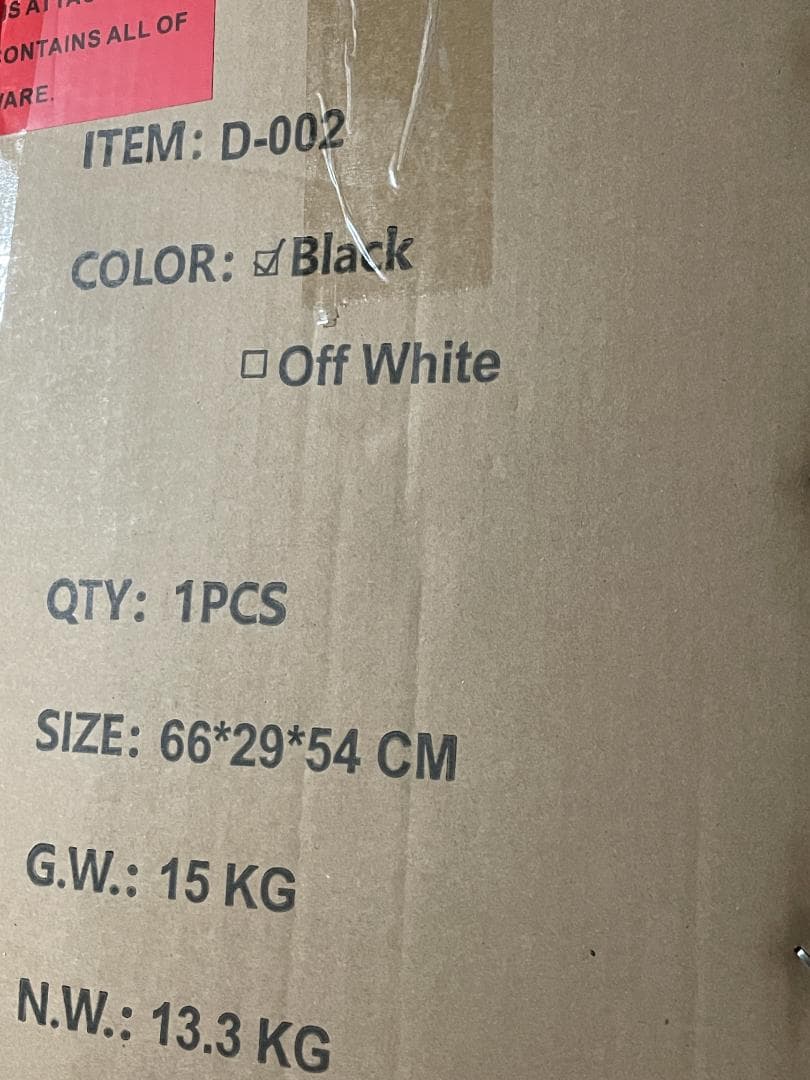 CONTAINS ALL OF
ITEM: D-002
COLOR: ☑ Black
☐ Off White
QTY: 1PCS
SIZE: 66*29*54 CM
G.W.: 15 KG
N.W.: 13.3 KG